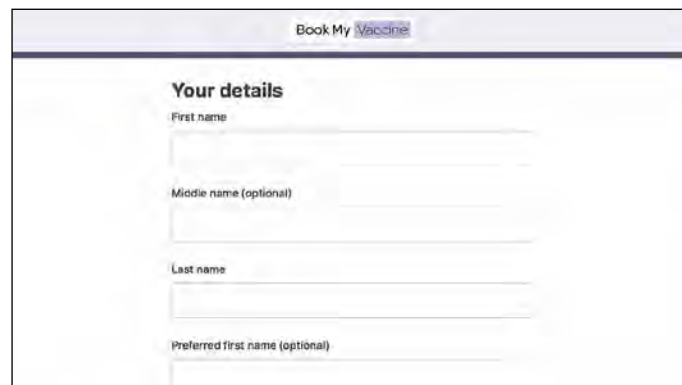 Book My Vaccine
Your details
First name
Middle name (optional)
Last name
Preferred first name (optional)